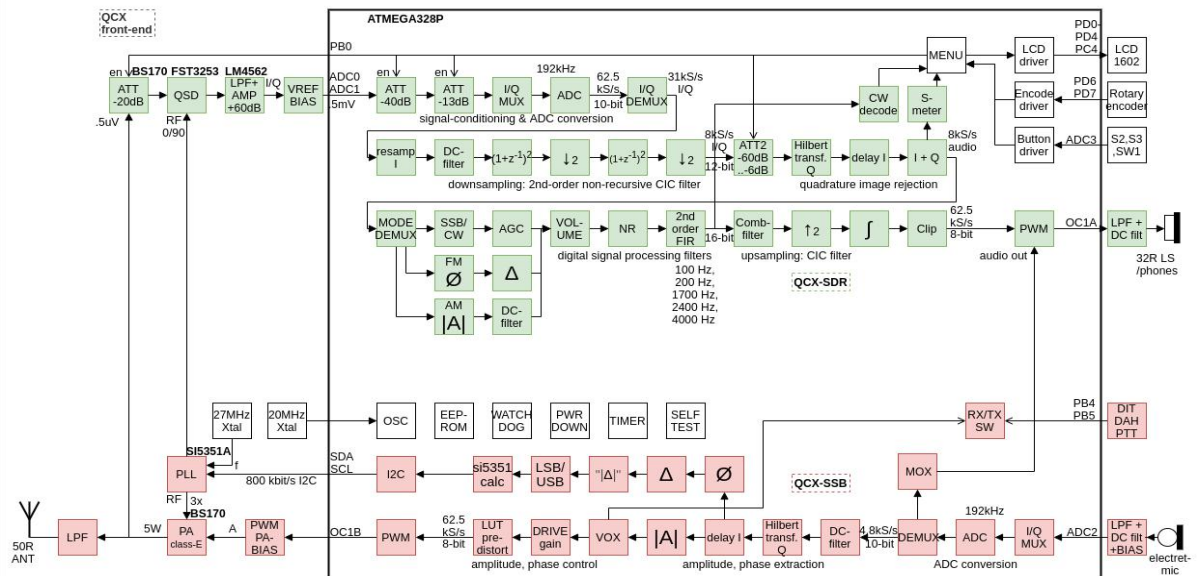 QCX
front-end
ATMEGA328P
PB0
PD0-
PD4
PC4
MENU
LCD
driver
LCD
1602
en
BS170 FST3253 LM4562
ATT
-20dB
QSD
LPF+
AMP
+60dB
I/Q
VREF
BIAS
ADC0
ADC1
.5mV
en
ATT
-40dB
en
ATT
-13dB
I/Q
MUX
192kHz
ADC
62.5
kS/s
10-bit
I/Q
DEMUX
31kS/s
I/Q
signal-conditioning & ADC conversion
CW
decode
S-
meter
Encode
driver
PD6
PD7
Rotary
encoder
.5uV
RF
0/90
resamp
I
DC-
filter
(1+z⁻¹)²
↓2
(1+z⁻¹)²
↓2
8kS/s
I/Q
12-bit
ATT2
-60dB
..-6dB
Hilbert
transf.
Q
delay I
I + Q
8kS/s
audio
Button
driver
ADC3
S2,S3
,SW1
downsampling: 2nd-order non-recursive CIC filter
quadrature image rejection
MODE
DEMUX
SSB/
CW
AGC
VOL-
UME
NR
2nd
order
FIR
16-bit
Comb-
filter
↑2
∫
Clip
62.5
kS/s
8-bit
PWM
OC1A
LPF +
DC filt
digital signal processing filters
upsampling: CIC filter
audio out
32R LS
/phones
FM
Ø
Δ
100 Hz,
200 Hz,
1700 Hz,
2400 Hz,
4000 Hz
QCX-SDR
AM
|A|
DC-
filter
27MHz
Xtal
20MHz
Xtal
OSC
EEP-
ROM
WATCH
DOG
PWR
DOWN
TIMER
SELF
TEST
RX/TX
SW
PB4
PB5
DIT
DAH
PTT
SI5351A
PLL
f
SDA
SCL
800 kbit/s I2C
I2C
si5351
calc
LSB/
USB
"|Δ|"
Δ
Ø
QCX-SSB
MOX
RF
3x
BS170
50R
ANT
LPF
5W
PA
class-E
A
PWM
PA-
BIAS
OC1B
PWM
62.5
kS/s
8-bit
LUT
pre-
distort
DRIVE
gain
VOX
|A|
delay I
Hilbert
transf.
Q
DC-
filter
4.8kS/s
10-bit
DEMUX
192kHz
ADC
I/Q
MUX
ADC2
LPF +
DC filt
+BIAS
electret-
mic
amplitude, phase control
amplitude, phase extraction
ADC conversion